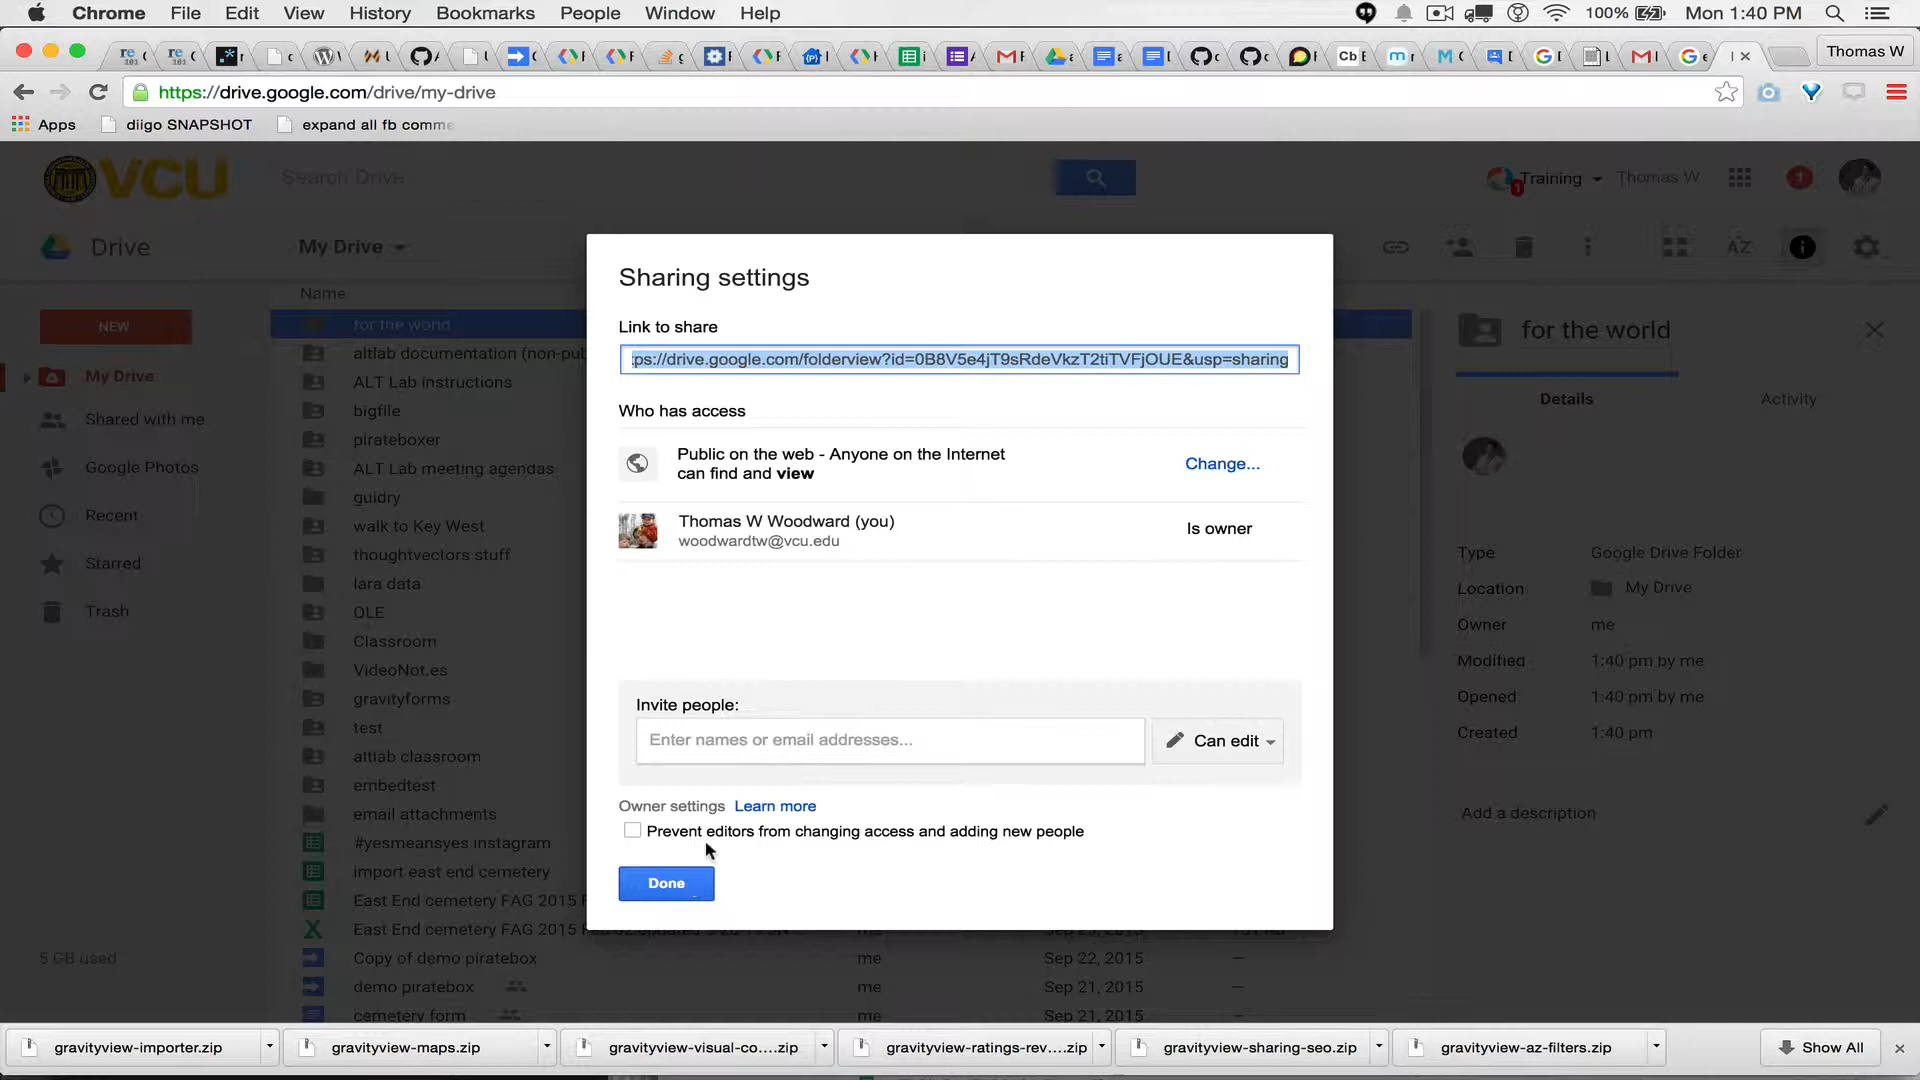 Chrome File Edit View History Bookmarks People Window Help 100% Mon 1:40 PM
Thomas W
https://drive.google.com/drive/my-drive
Apps diigo SNAPSHOT expand all fb comme
VCU Search Drive Training Thomas W 1
1
Drive My Drive AZ
Name
NEW
My Drive
Shared with me
Google Photos
Recent
Starred
Trash
5 GB used
for the world
altlab documentation (non-pub
ALT Lab instructions
bigfile
pirateboxer
ALT Lab meeting agendas
guidry
walk to Key West
thoughtvectors stuff
lara data
OLE
Classroom
VideoNot.es
gravityforms
test
altlab classroom
embedtest
email attachments
#yesmeansyes instagram
import east end cemetery
East End cemetery FAG 2015 F
East End cemetery FAG 2015
Copy of demo piratebox me Sep 22, 2015 —
demo piratebox me Sep 21, 2015 —
cemetery form me Sep 21, 2015
Sharing settings
Link to share
tps://drive.google.com/folderview?id=0B8V5e4jT9sRdeVkzT2tiTVFjOUE&usp=sharing
Who has access
Public on the web - Anyone on the Internet
can find and view
Change...
Thomas W Woodward (you)
woodwardtw@vcu.edu
Is owner
Invite people:
Enter names or email addresses...
Can edit
Owner settings Learn more
Prevent editors from changing access and adding new people
Done
for the world
Details Activity
Type Google Drive Folder
Location My Drive
Owner me
Modified 1:40 pm by me
Opened 1:40 pm by me
Created 1:40 pm
Add a description
gravityview-importer.zip gravityview-maps.zip gravityview-visual-co....zip gravityview-ratings-rev....zip gravityview-sharing-seo.zip gravityview-az-filters.zip Show All